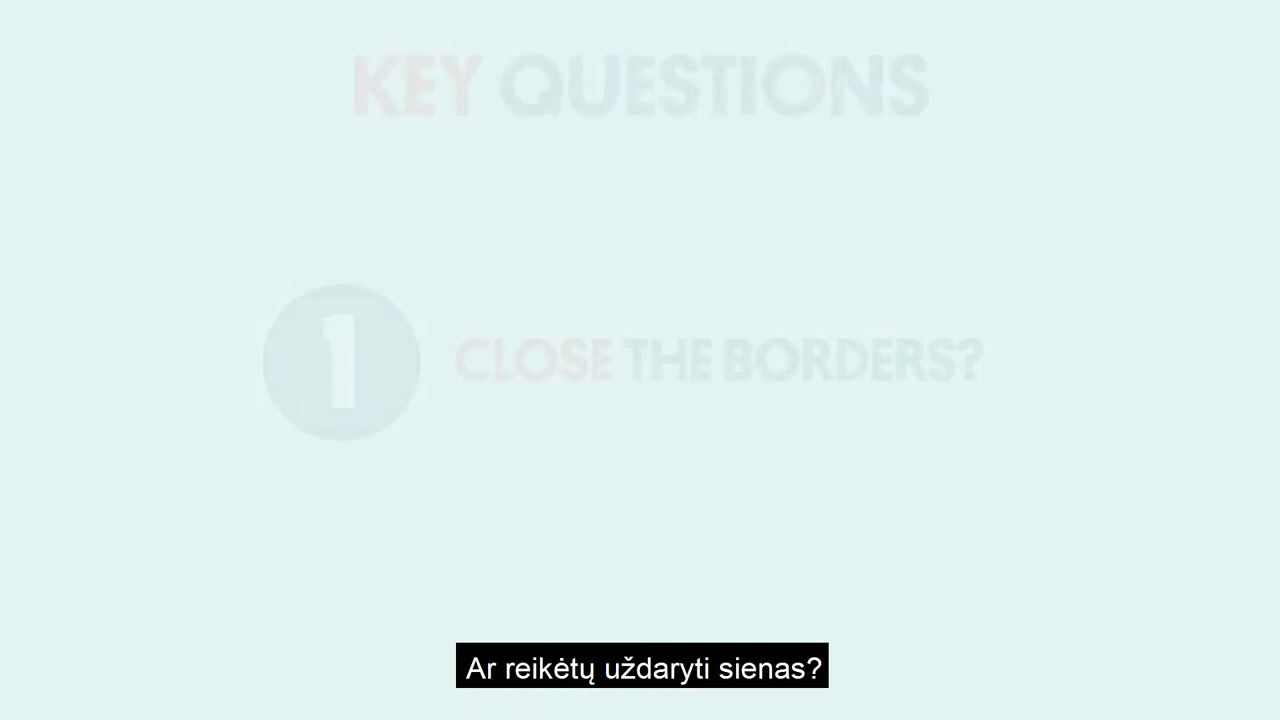 KEY QUESTIONS
1
CLOSE THE BORDERS?
Ar reikėtų uždaryti sienas?